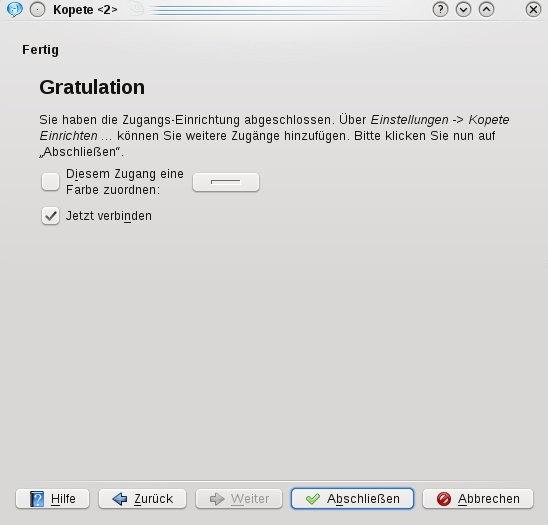 Kopete <2>
Fertig
Gratulation
Sie haben die Zugangs-Einrichtung abgeschlossen. Über Einstellungen -> Kopete
Einrichten ... können Sie weitere Zugänge hinzufügen. Bitte klicken Sie nun auf
„Abschließen“.
Diesem Zugang eine
Farbe zuordnen:
Jetzt verbinden
Hilfe Zurück Weiter Abschließen Abbrechen